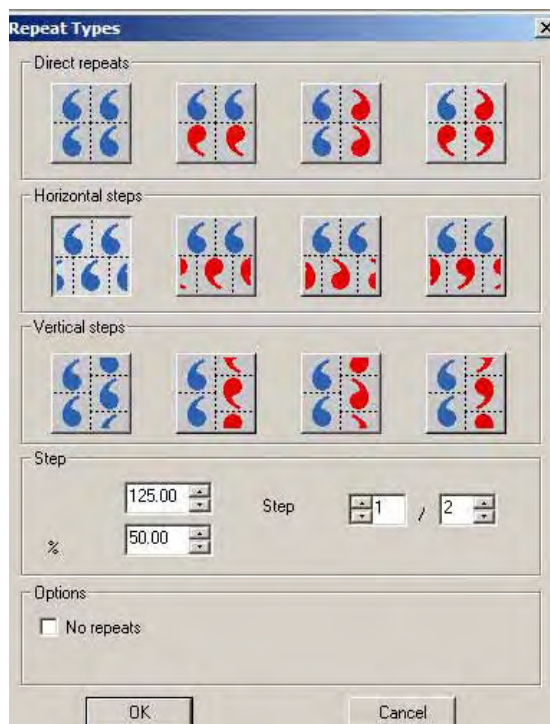 Repeat Types
Direct repeats
Horizontal steps
Vertical steps
Step
125.00
Step 1 / 2
% 50.00
Options
No repeats
OK Cancel